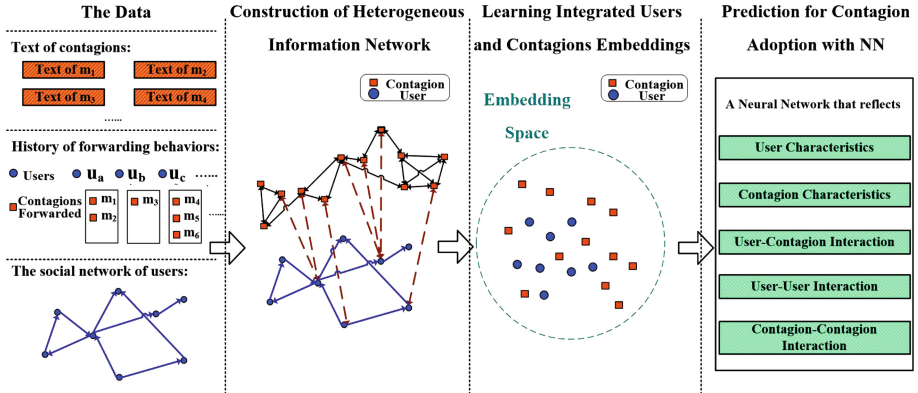 The Data
Text of contagions:
Text of m1
Text of m2
Text of m3
Text of m4
......
History of forwarding behaviors:
Users
ua
ub
uc
......
Contagions
Forwarded
m1
m2
m3
m4
m5
m6
......
The social network of users:
Construction of Heterogeneous
Information Network
Contagion
User
Learning Integrated Users
and Contagions Embeddings
Contagion
User
Embedding
Space
Prediction for Contagion
Adoption with NN
A Neural Network that reflects
User Characteristics
Contagion Characteristics
User-Contagion Interaction
User-User Interaction
Contagion-Contagion
Interaction